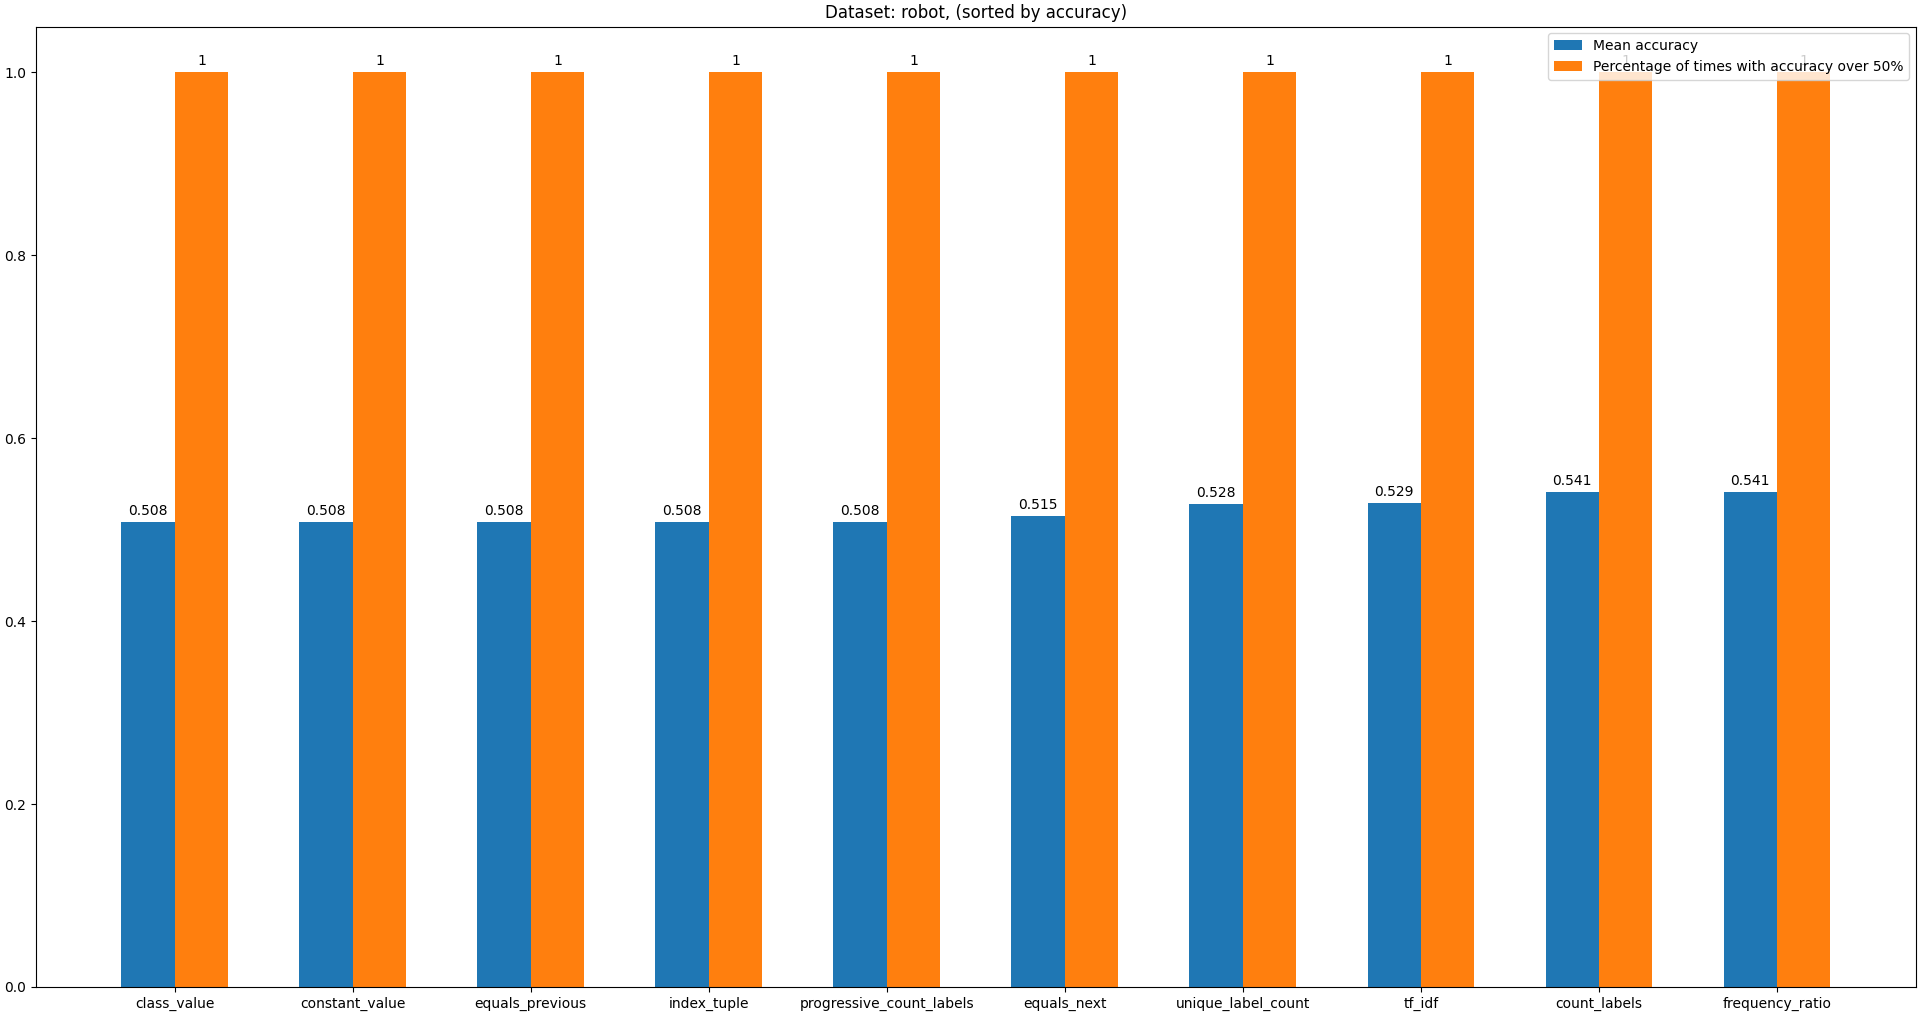 Dataset: robot, (sorted by accuracy)
Mean accuracy
Percentage of times with accuracy over 50%
1 1 1 1 1 1 1 1 1 1
1.0
0.8
0.6
0.4
0.2
0.0
0.508 0.508 0.508 0.508 0.508 0.515 0.528 0.529 0.541 0.541
class_value constant_value equals_previous index_tuple progressive_count_labels equals_next unique_label_count tf_idf count_labels frequency_ratio